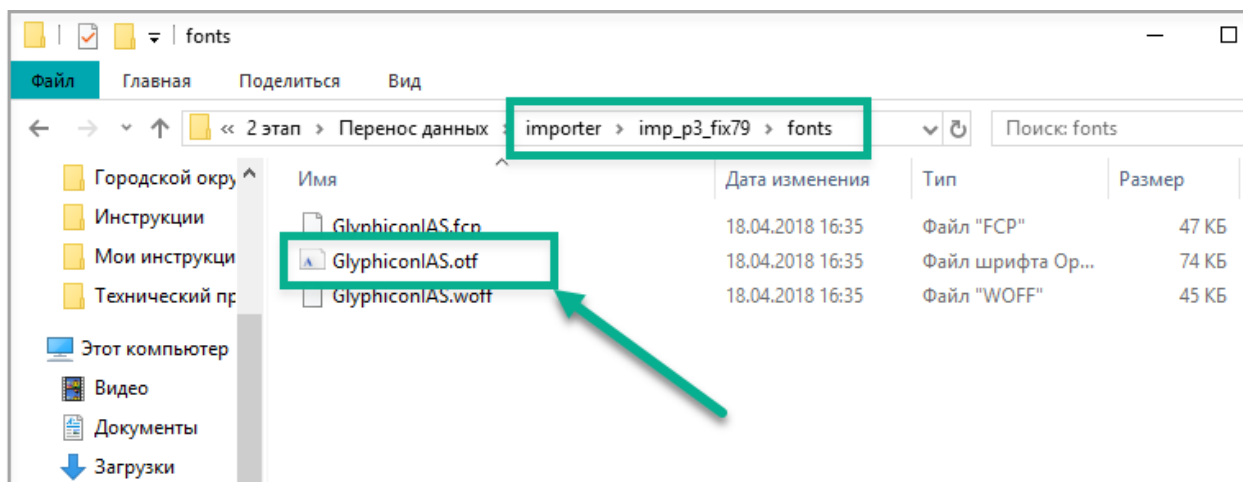 fonts
Файл Главная Поделиться Вид
« 2 этап › Перенос данных › importer › imp_p3_fix79 › fonts Поиск: fonts
Городской окру Имя Дата изменения Тип Размер
Инструкции GlyphiconIAS.fcp 18.04.2018 16:35 Файл "FCP" 47 КБ
Мои инструкци GlyphiconIAS.otf 18.04.2018 16:35 Файл шрифта Op... 74 КБ
Технический пр GlyphiconIAS.woff 18.04.2018 16:35 Файл "WOFF" 45 КБ
Этот компьютер
Видео
Документы
Загрузки